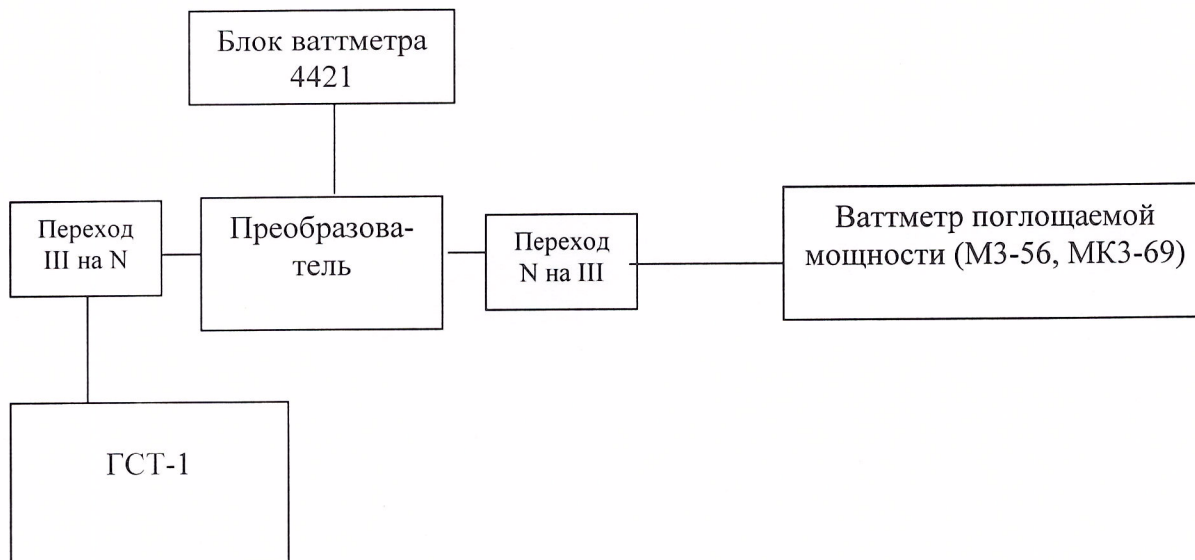 Блок ваттметра
4421
Переход
III на N
Преобразова-
тель
Переход
N на III
Ваттметр поглощаемой
мощности (М3-56, МК3-69)
ГСТ-1